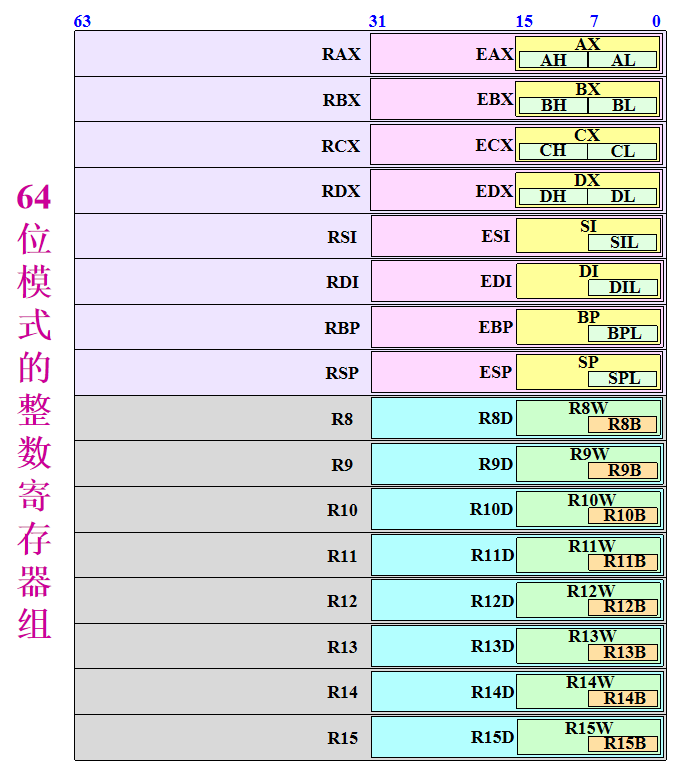 63 31 15 7 0
64位模式的整数寄存器组
RAX EAX AX
AH AL
RBX EBX BX
BH BL
RCX ECX CX
CH CL
RDX EDX DX
DH DL
RSI ESI SI
SIL
RDI EDI DI
DIL
RBP EBP BP
BPL
RSP ESP SP
SPL
R8 R8D R8W
R8B
R9 R9D R9W
R9B
R10 R10D R10W
R10B
R11 R11D R11W
R11B
R12 R12D R12W
R12B
R13 R13D R13W
R13B
R14 R14D R14W
R14B
R15 R15D R15W
R15B